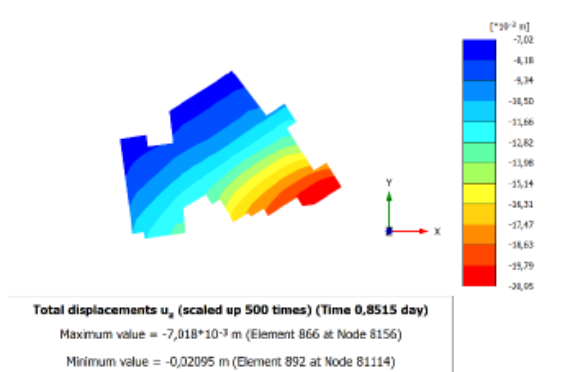 [*10⁻³ m]
-7,02
-8,18
-9,34
-10,50
-11,66
-12,82
-13,98
-15,14
-16,31
-17,47
-18,63
-19,79
-20,95
Y
X
Total displacements u_z (scaled up 500 times) (Time 0,8515 day)
Maximum value = -7,018*10⁻³ m (Element 866 at Node 8156)
Minimum value = -0,02095 m (Element 892 at Node 81114)